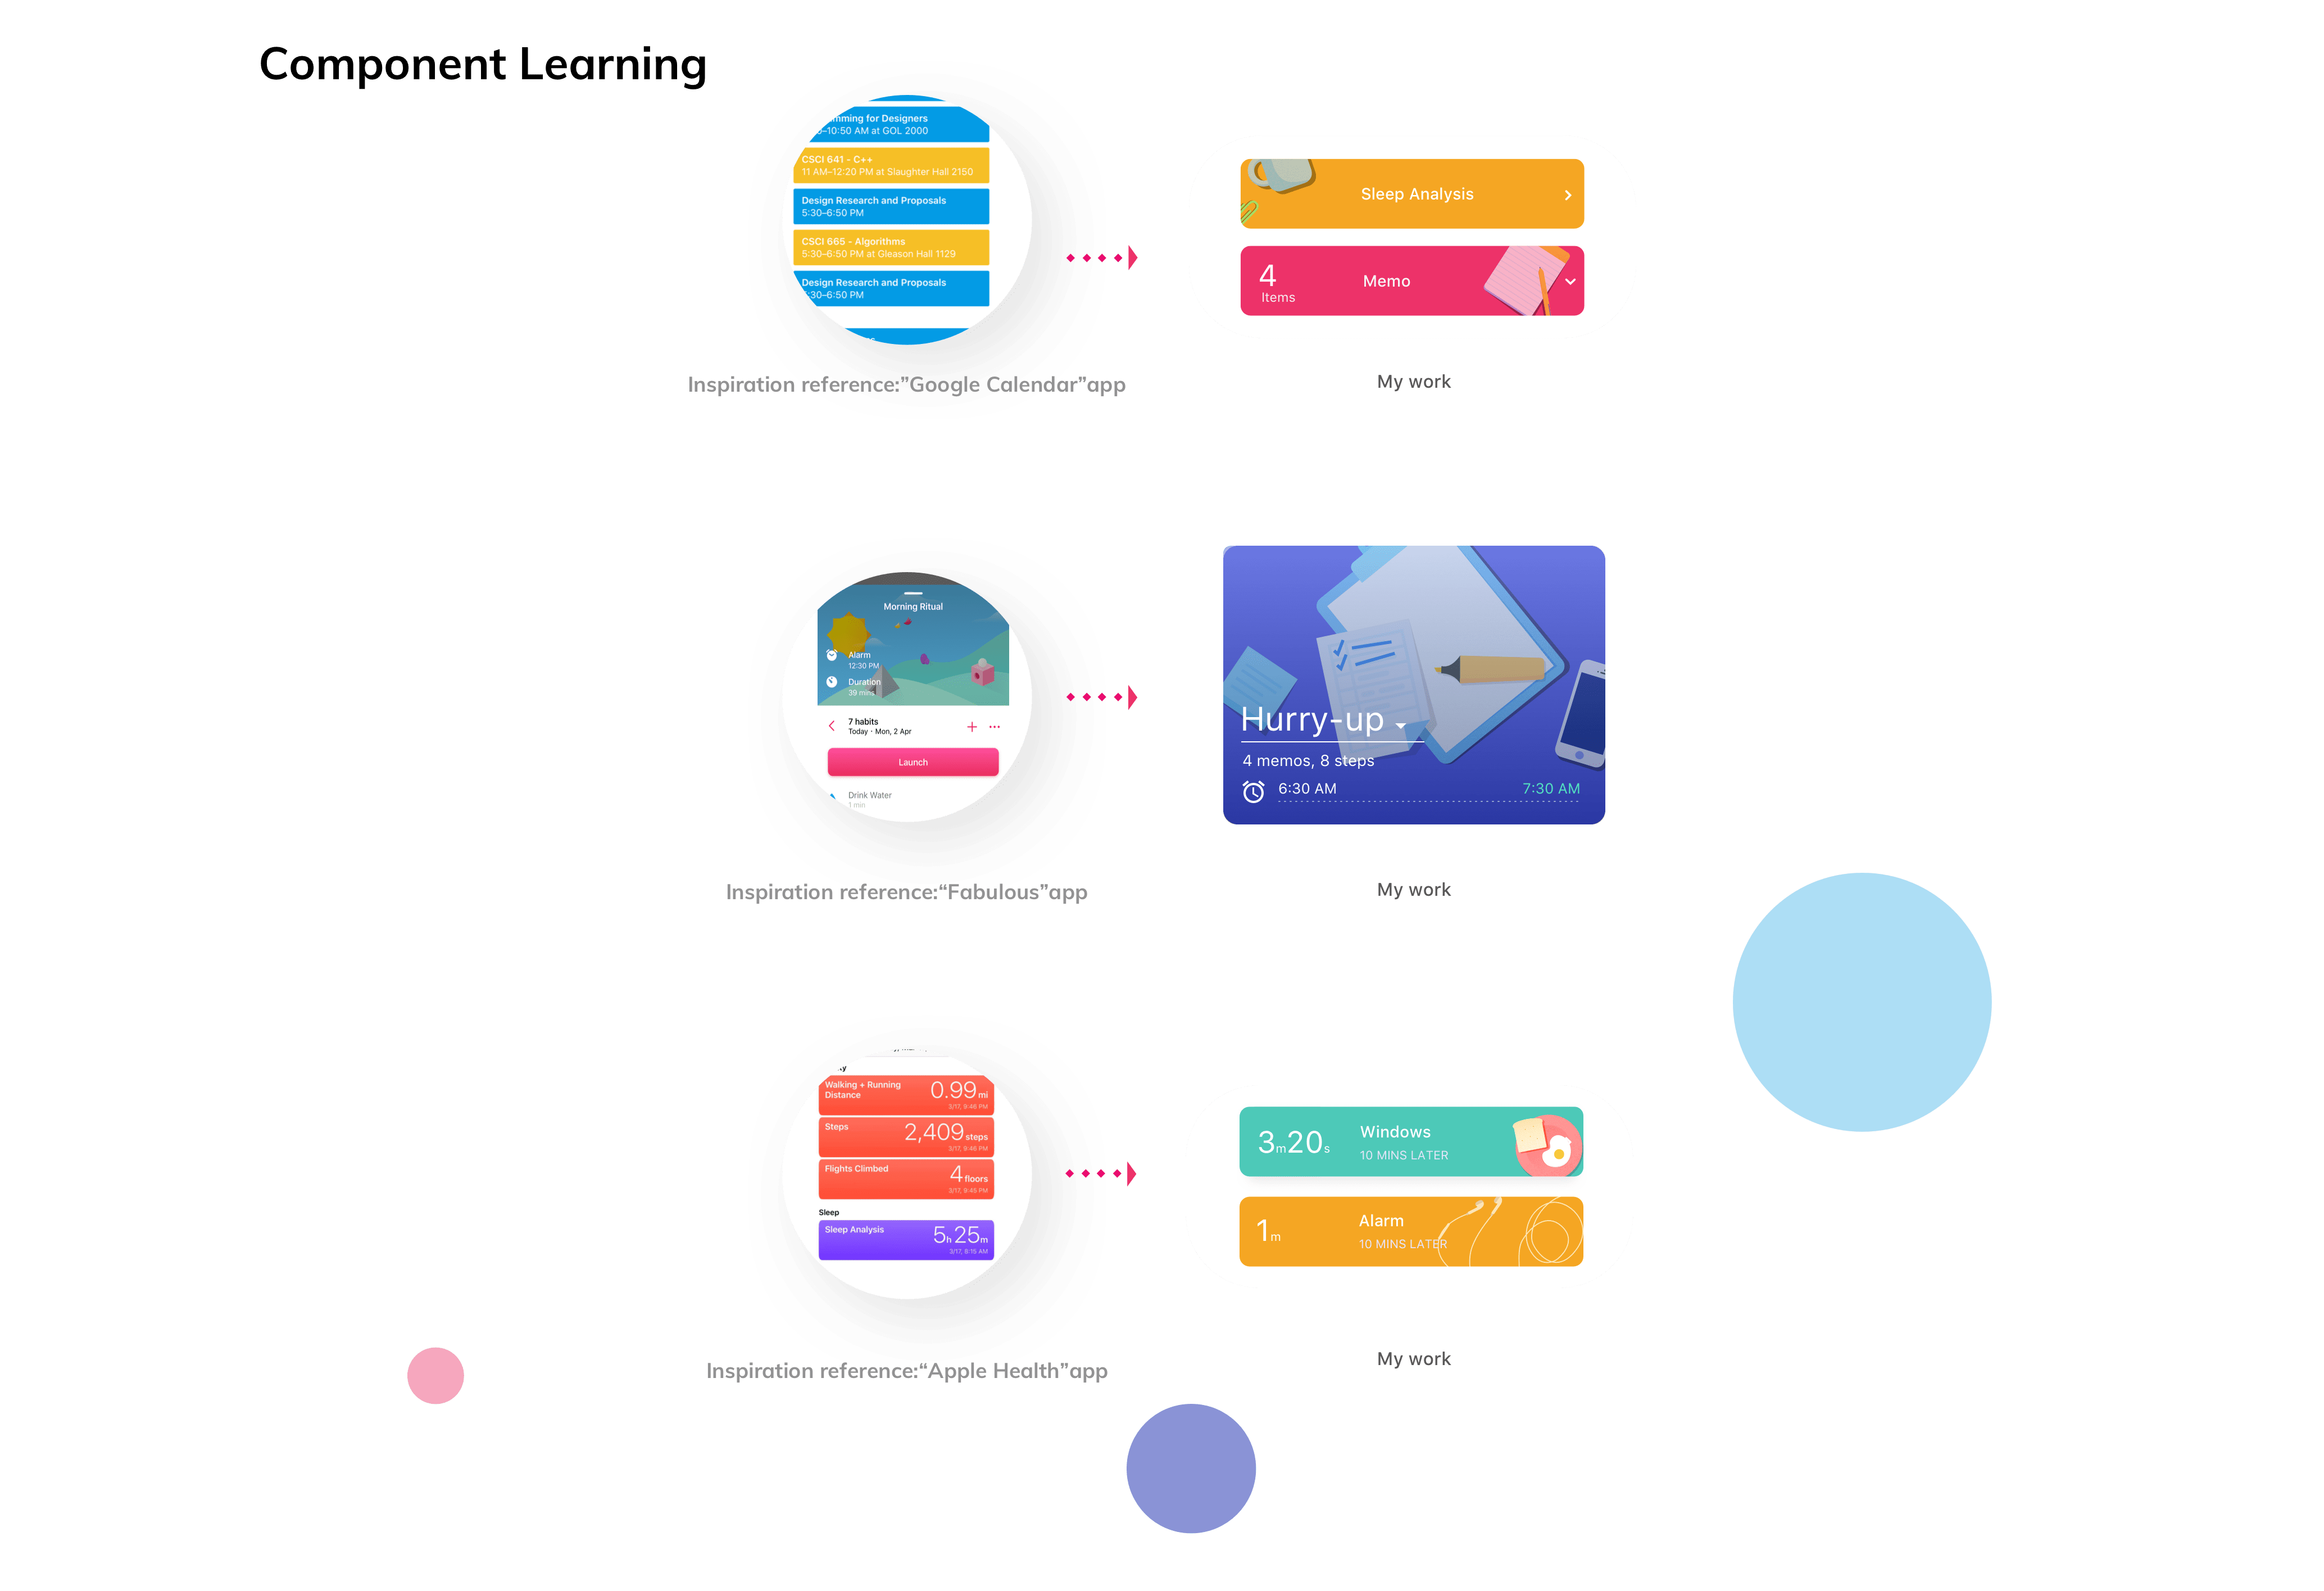 Component Learning
mming for Designers
–10:50 AM at GOL 2000
CSCI 641 - C++
11 AM–12:20 PM at Slaughter Hall 2150
Design Research and Proposals
5:30–6:50 PM
CSCI 665 - Algorithms
5:30–6:50 PM at Gleason Hall 1129
Design Research and Proposals
:30–6:50 PM
Inspiration reference:”Google Calendar”app
Sleep Analysis
4
Items
Memo
My work
Morning Ritual
Alarm
12:30 PM
Duration
39 mins
7 habits
Today · Mon, 2 Apr
Launch
Drink Water
1 min
Inspiration reference:“Fabulous”app
Hurry-up
4 memos, 8 steps
6:30 AM 7:30 AM
My work
Walking + Running
Distance
0.99 mi
3/17, 9:46 PM
Steps
2,409 steps
3/17, 9:46 PM
Flights Climbed
4 floors
3/17, 9:45 PM
Sleep
Sleep Analysis
5h 25m
3/17, 8:15 AM
Inspiration reference:“Apple Health”app
3m20s
Windows
10 MINS LATER
1m
Alarm
10 MINS LATER
My work